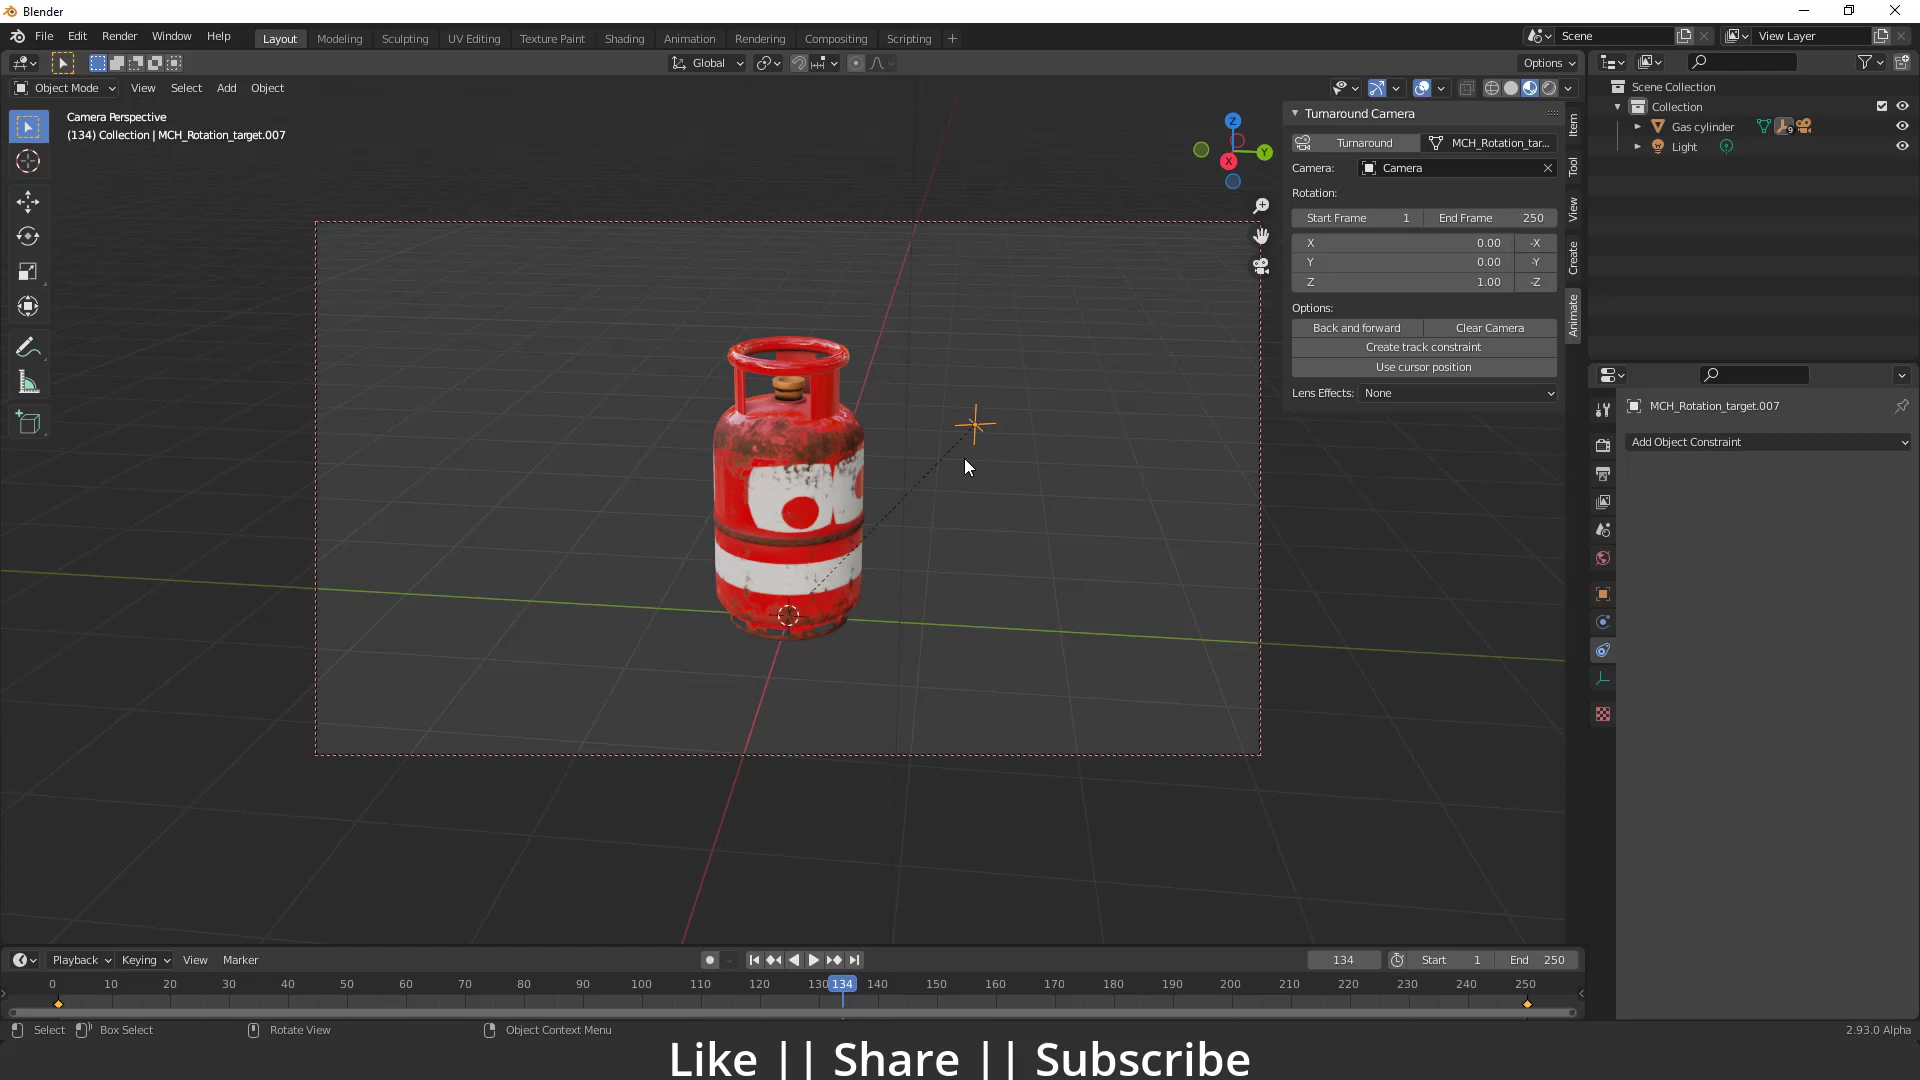 Blender
File Edit Render Window Help
Layout Modeling Sculpting UV Editing Texture Paint Shading Animation Rendering Compositing Scripting +
Scene
View Layer
Global
Options
Object Mode View Select Add Object
Camera Perspective
(134) Collection | MCH_Rotation_target.007
Z
Y
X
Turnaround Camera
Turnaround MCH_Rotation_tar...
Camera: Camera
Rotation:
Start Frame 1 End Frame 250
X 0.00 -X
Y 0.00 -Y
Z 1.00 -Z
Options:
Back and forward Clear Camera
Create track constraint
Use cursor position
Lens Effects: None
Item
Tool
View
Create
Animate
Scene Collection
Collection
Gas cylinder 9
Light
MCH_Rotation_target.007
Add Object Constraint
Playback Keying View Marker
134 Start 1 End 250
0 10 20 30 40 50 60 70 80 90 100 110 120 130 134 140 150 160 170 180 190 200 210 220 230 240 250
Select Box Select Rotate View Object Context Menu
2.93.0 Alpha
Like || Share || Subscribe